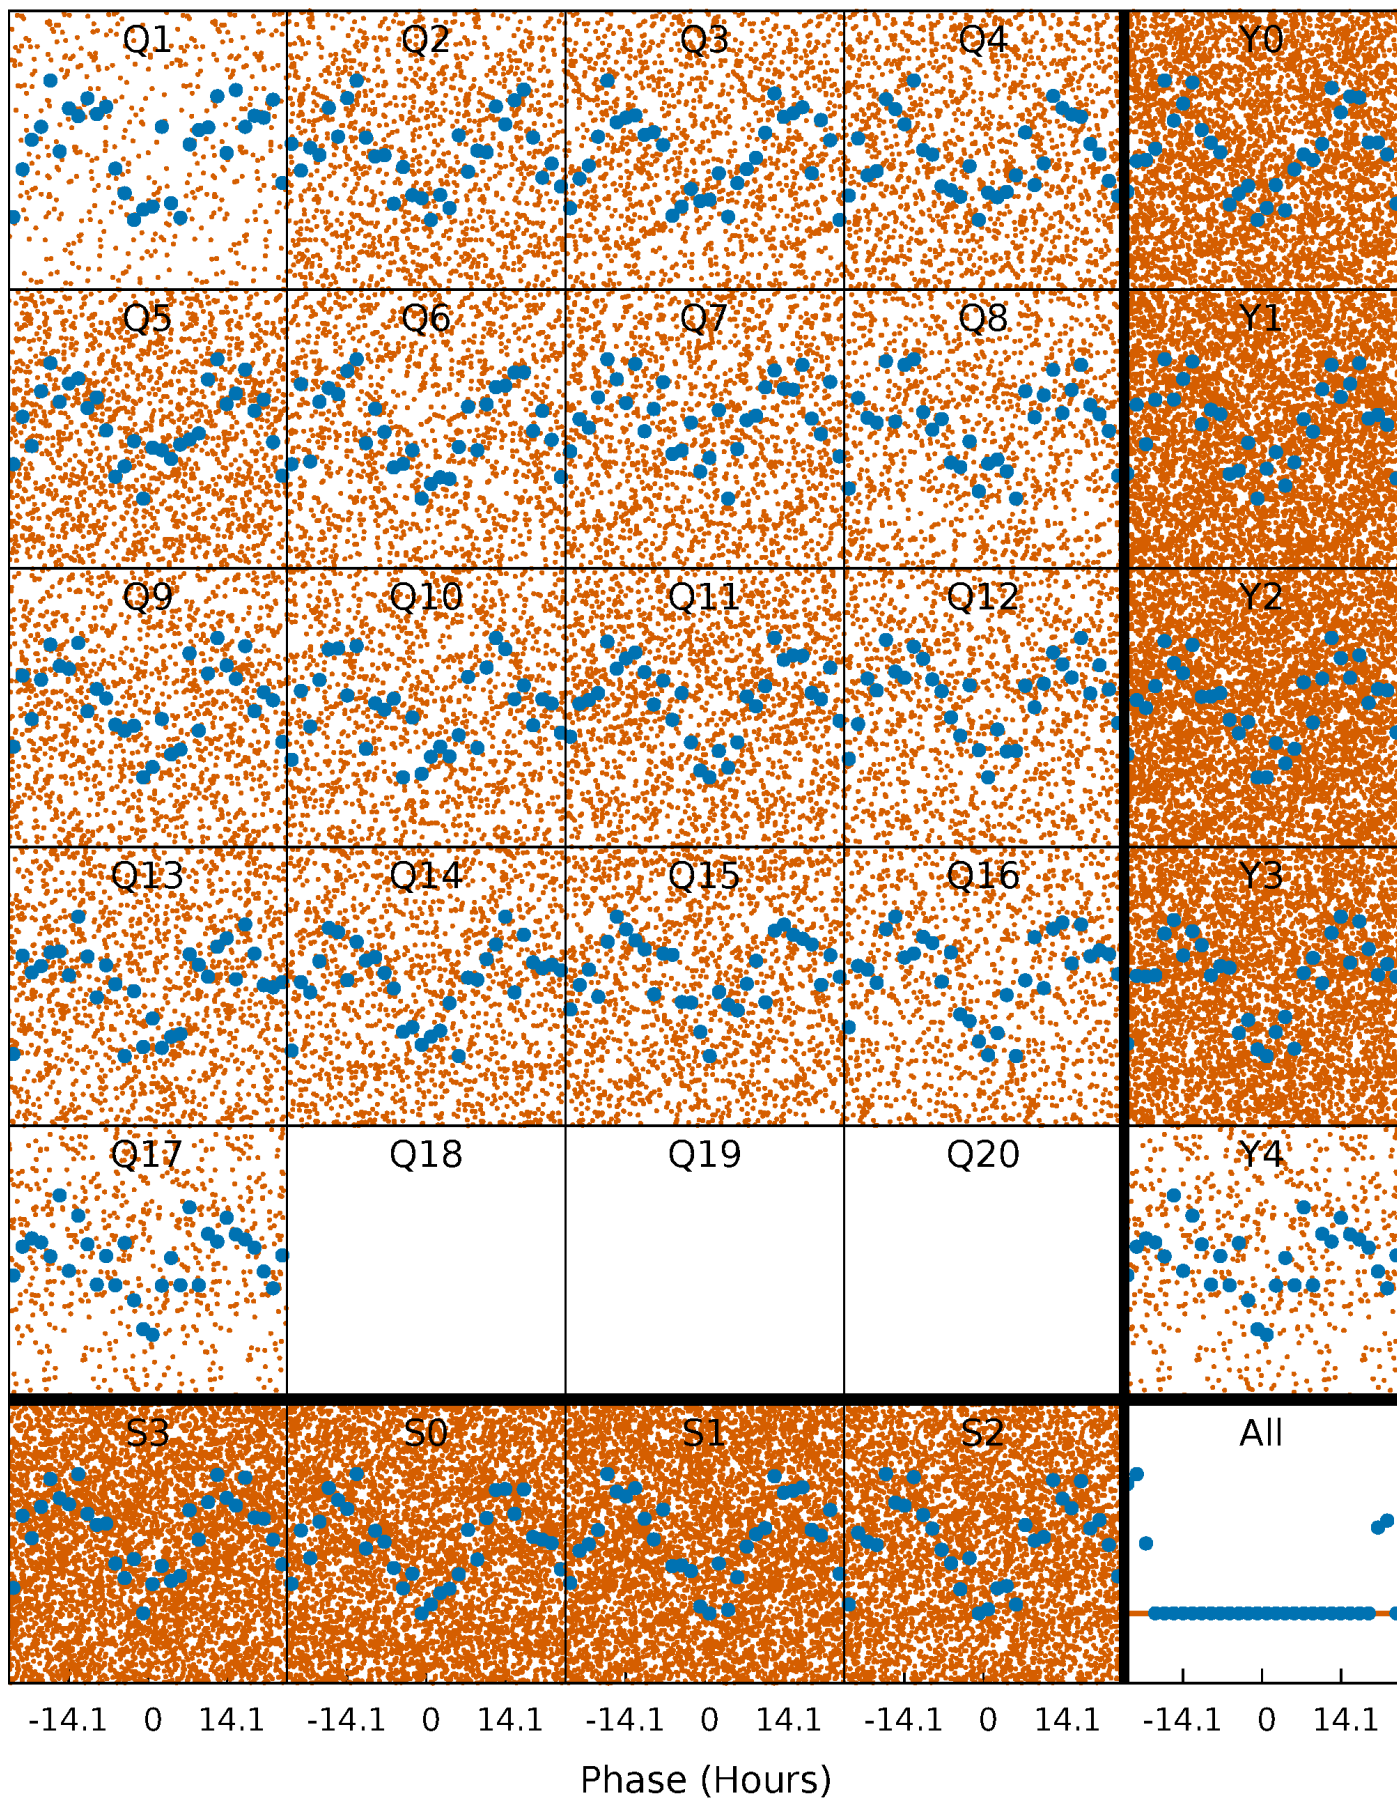 Q1 Q2 Q3 Q4 Y0
Q5 Q6 Q7 Q8 Y1
Q9 Q10 Q11 Q12 Y2
Q13 Q14 Q15 Q16 Y3
Q17 Q18 Q19 Q20 Y4
S3 S0 S1 S2 All
-14.1 0 14.1 -14.1 0 14.1 -14.1 0 14.1 -14.1 0 14.1 -14.1 0 14.1
Phase (Hours)